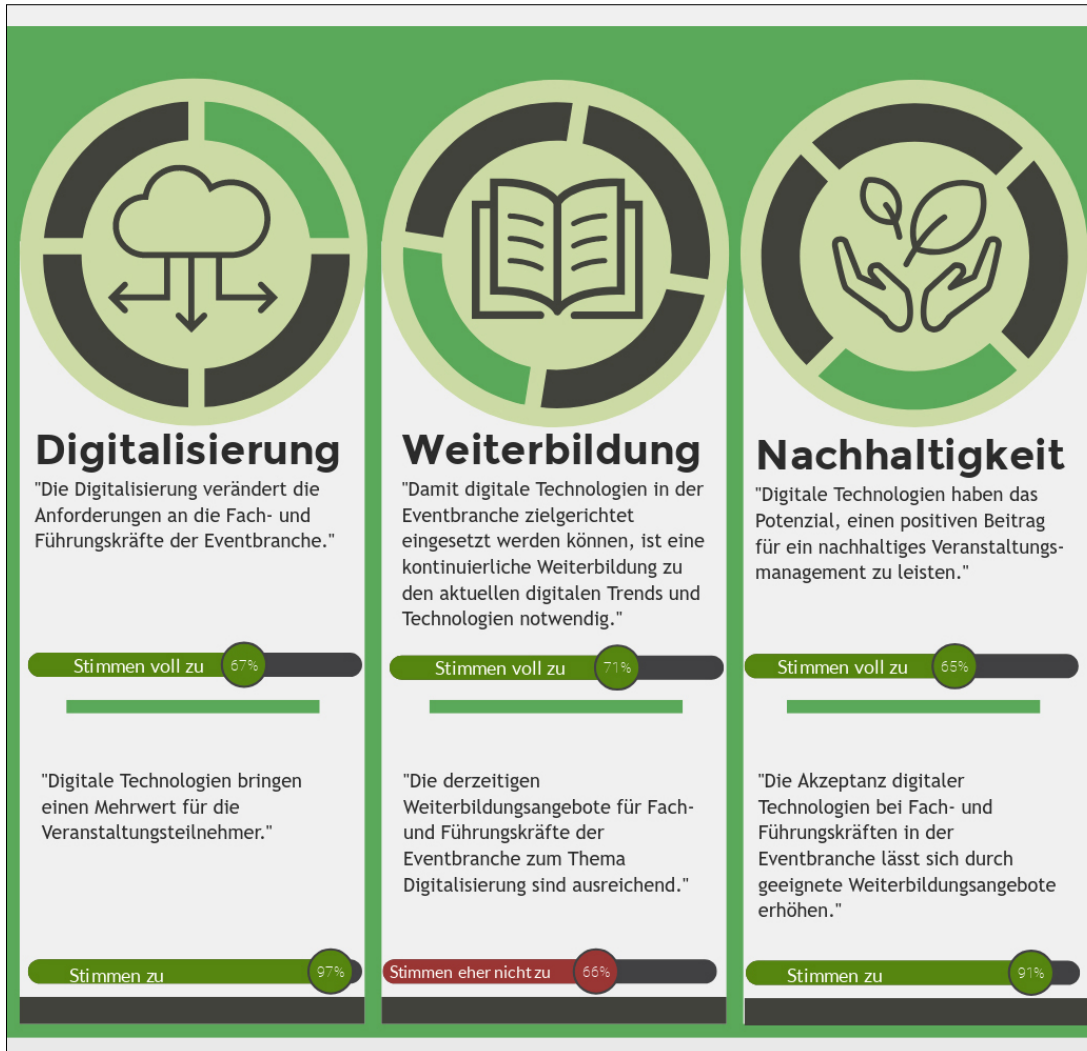 Digitalisierung
"Die Digitalisierung verändert die
Anforderungen an die Fach- und
Führungskräfte der Eventbranche."
Stimmen voll zu 67%
"Digitale Technologien bringen
einen Mehrwert für die
Veranstaltungsteilnehmer."
Stimmen zu 97%
Weiterbildung
"Damit digitale Technologien in der
Eventbranche zielgerichtet
eingesetzt werden können, ist eine
kontinuierliche Weiterbildung zu
den aktuellen digitalen Trends und
Technologien notwendig."
Stimmen voll zu 71%
"Die derzeitigen
Weiterbildungsangebote für Fach-
und Führungskräfte der
Eventbranche zum Thema
Digitalisierung sind ausreichend."
Stimmen eher nicht zu 66%
Nachhaltigkeit
"Digitale Technologien haben das
Potenzial, einen positiven Beitrag
für ein nachhaltiges Veranstaltungs-
management zu leisten."
Stimmen voll zu 65%
"Die Akzeptanz digitaler
Technologien bei Fach- und
Führungskräften in der
Eventbranche lässt sich durch
geeignete Weiterbildungsangebote
erhöhen."
Stimmen zu 91%